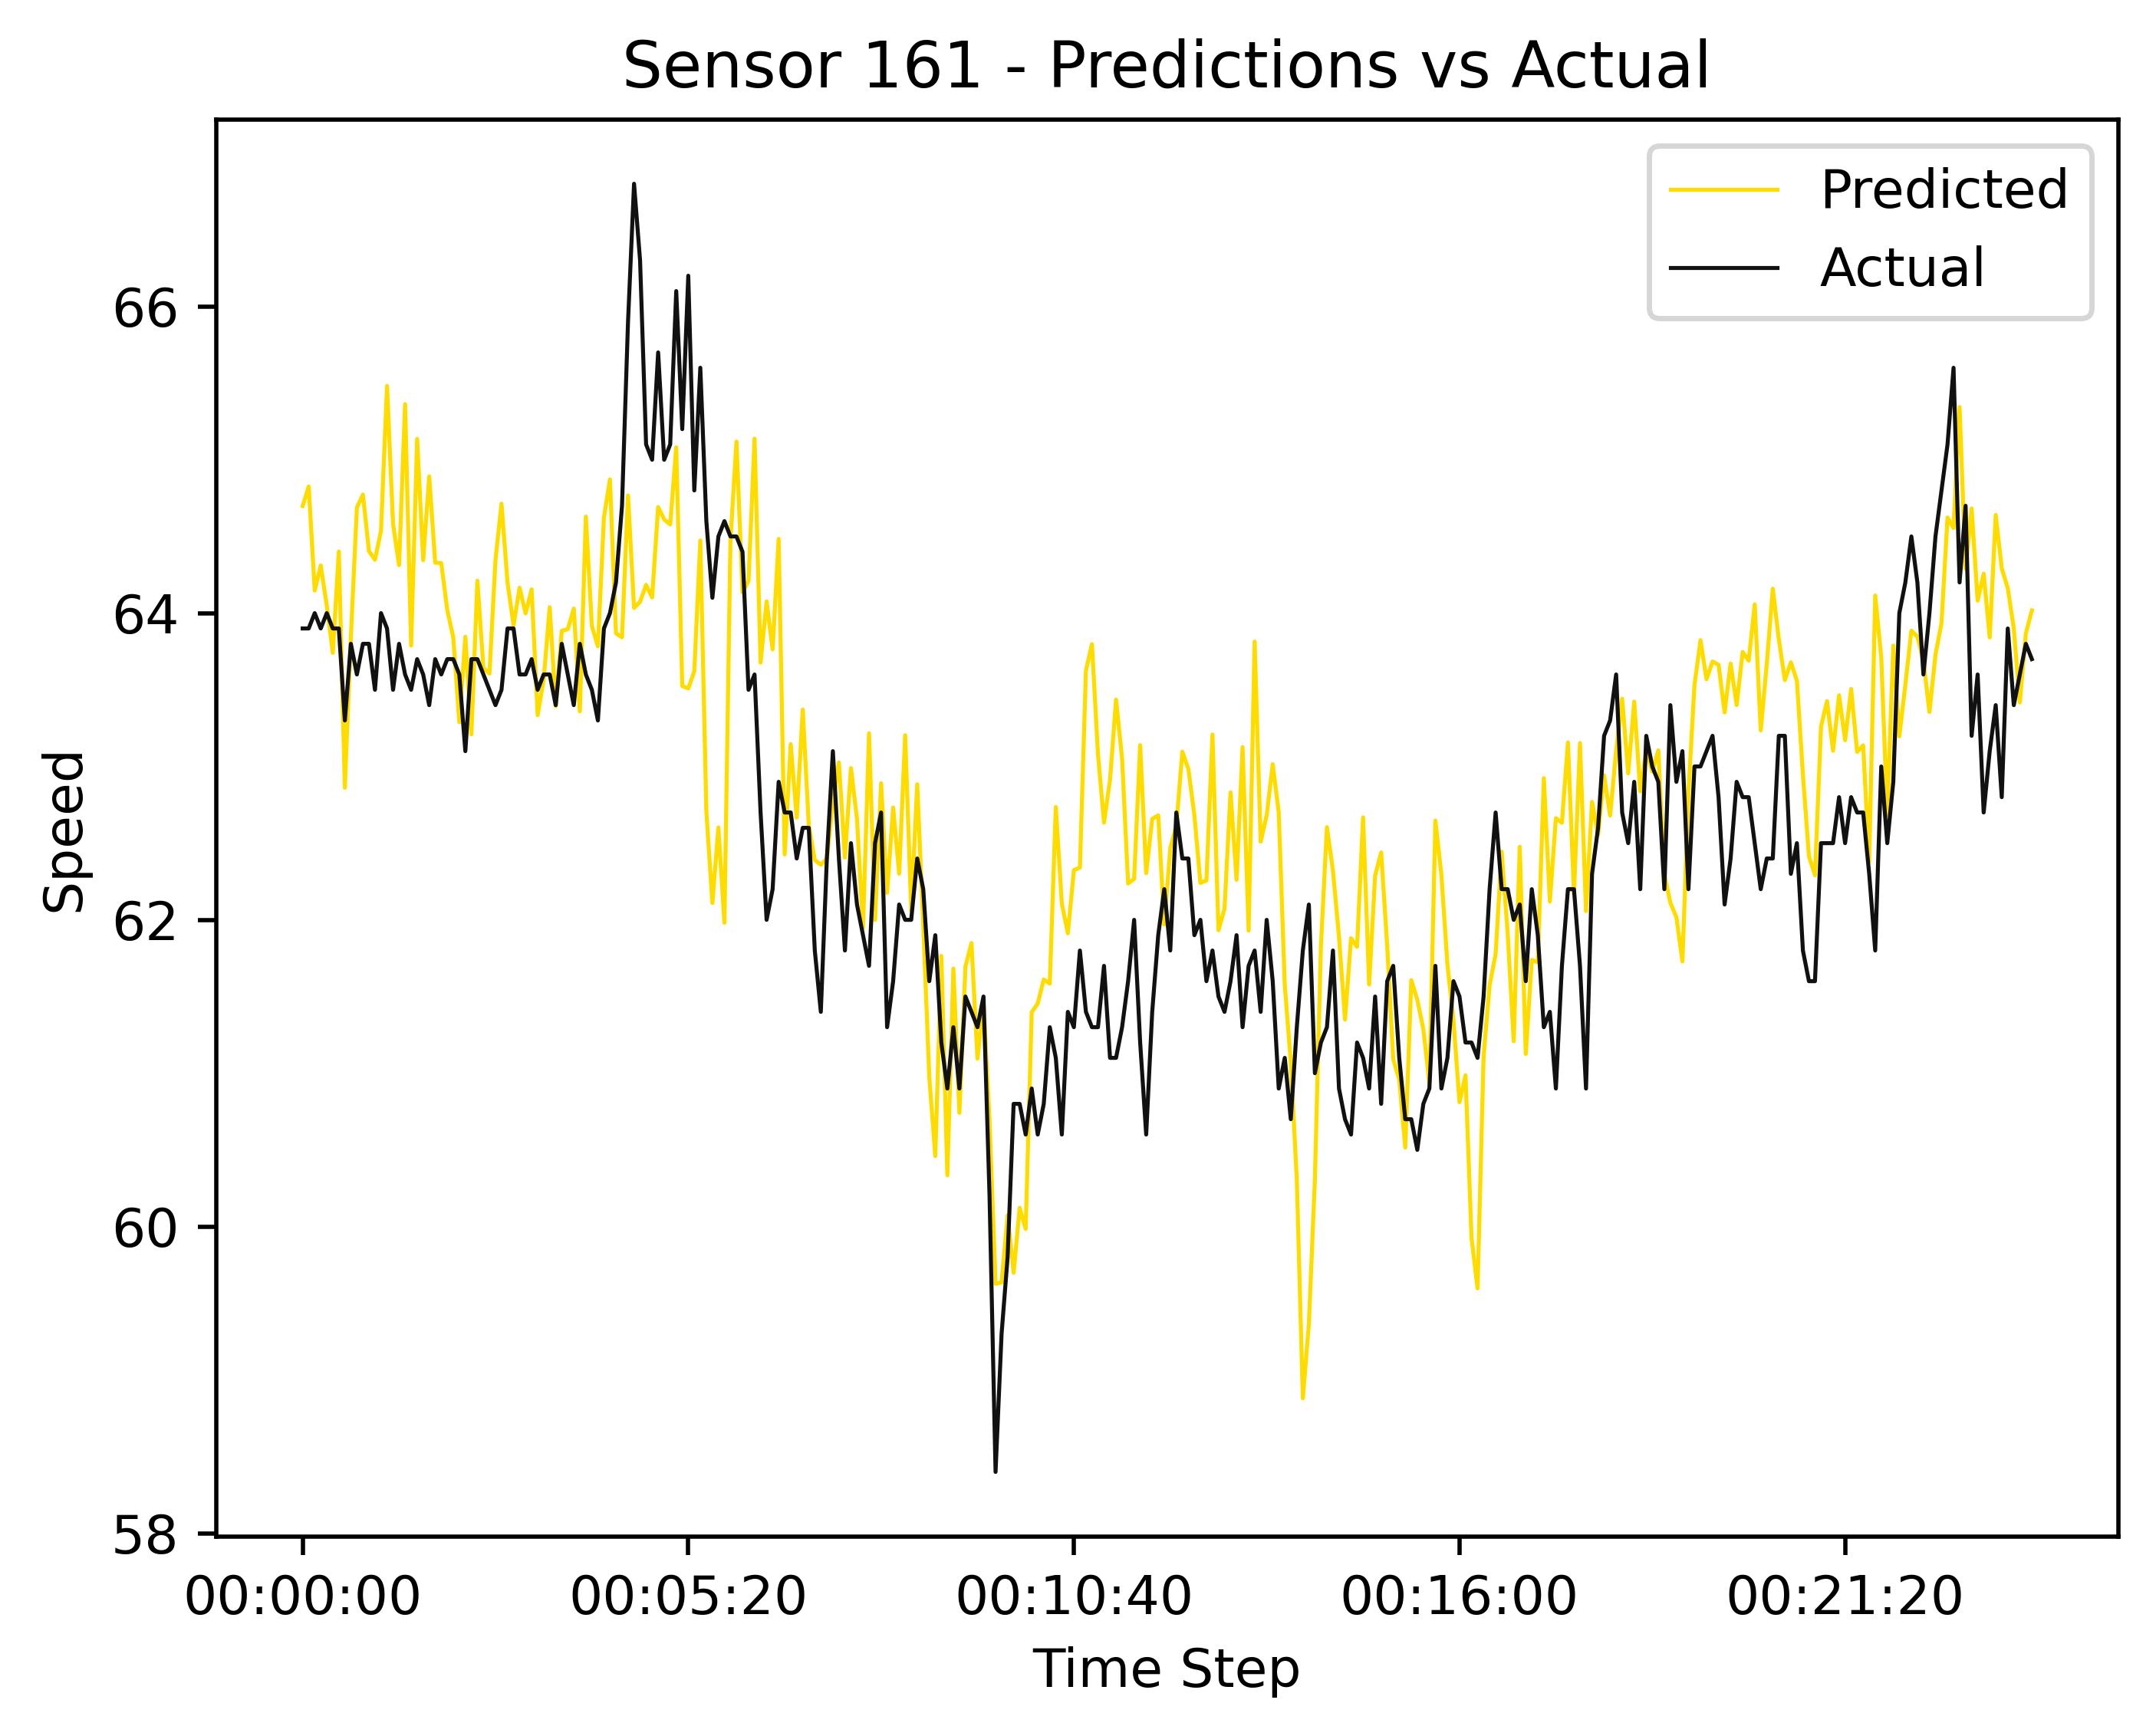 Sensor 161 - Predictions vs Actual
Predicted
Actual
66
64
62
60
58
Speed
00:00:00 00:05:20 00:10:40 00:16:00 00:21:20
Time Step